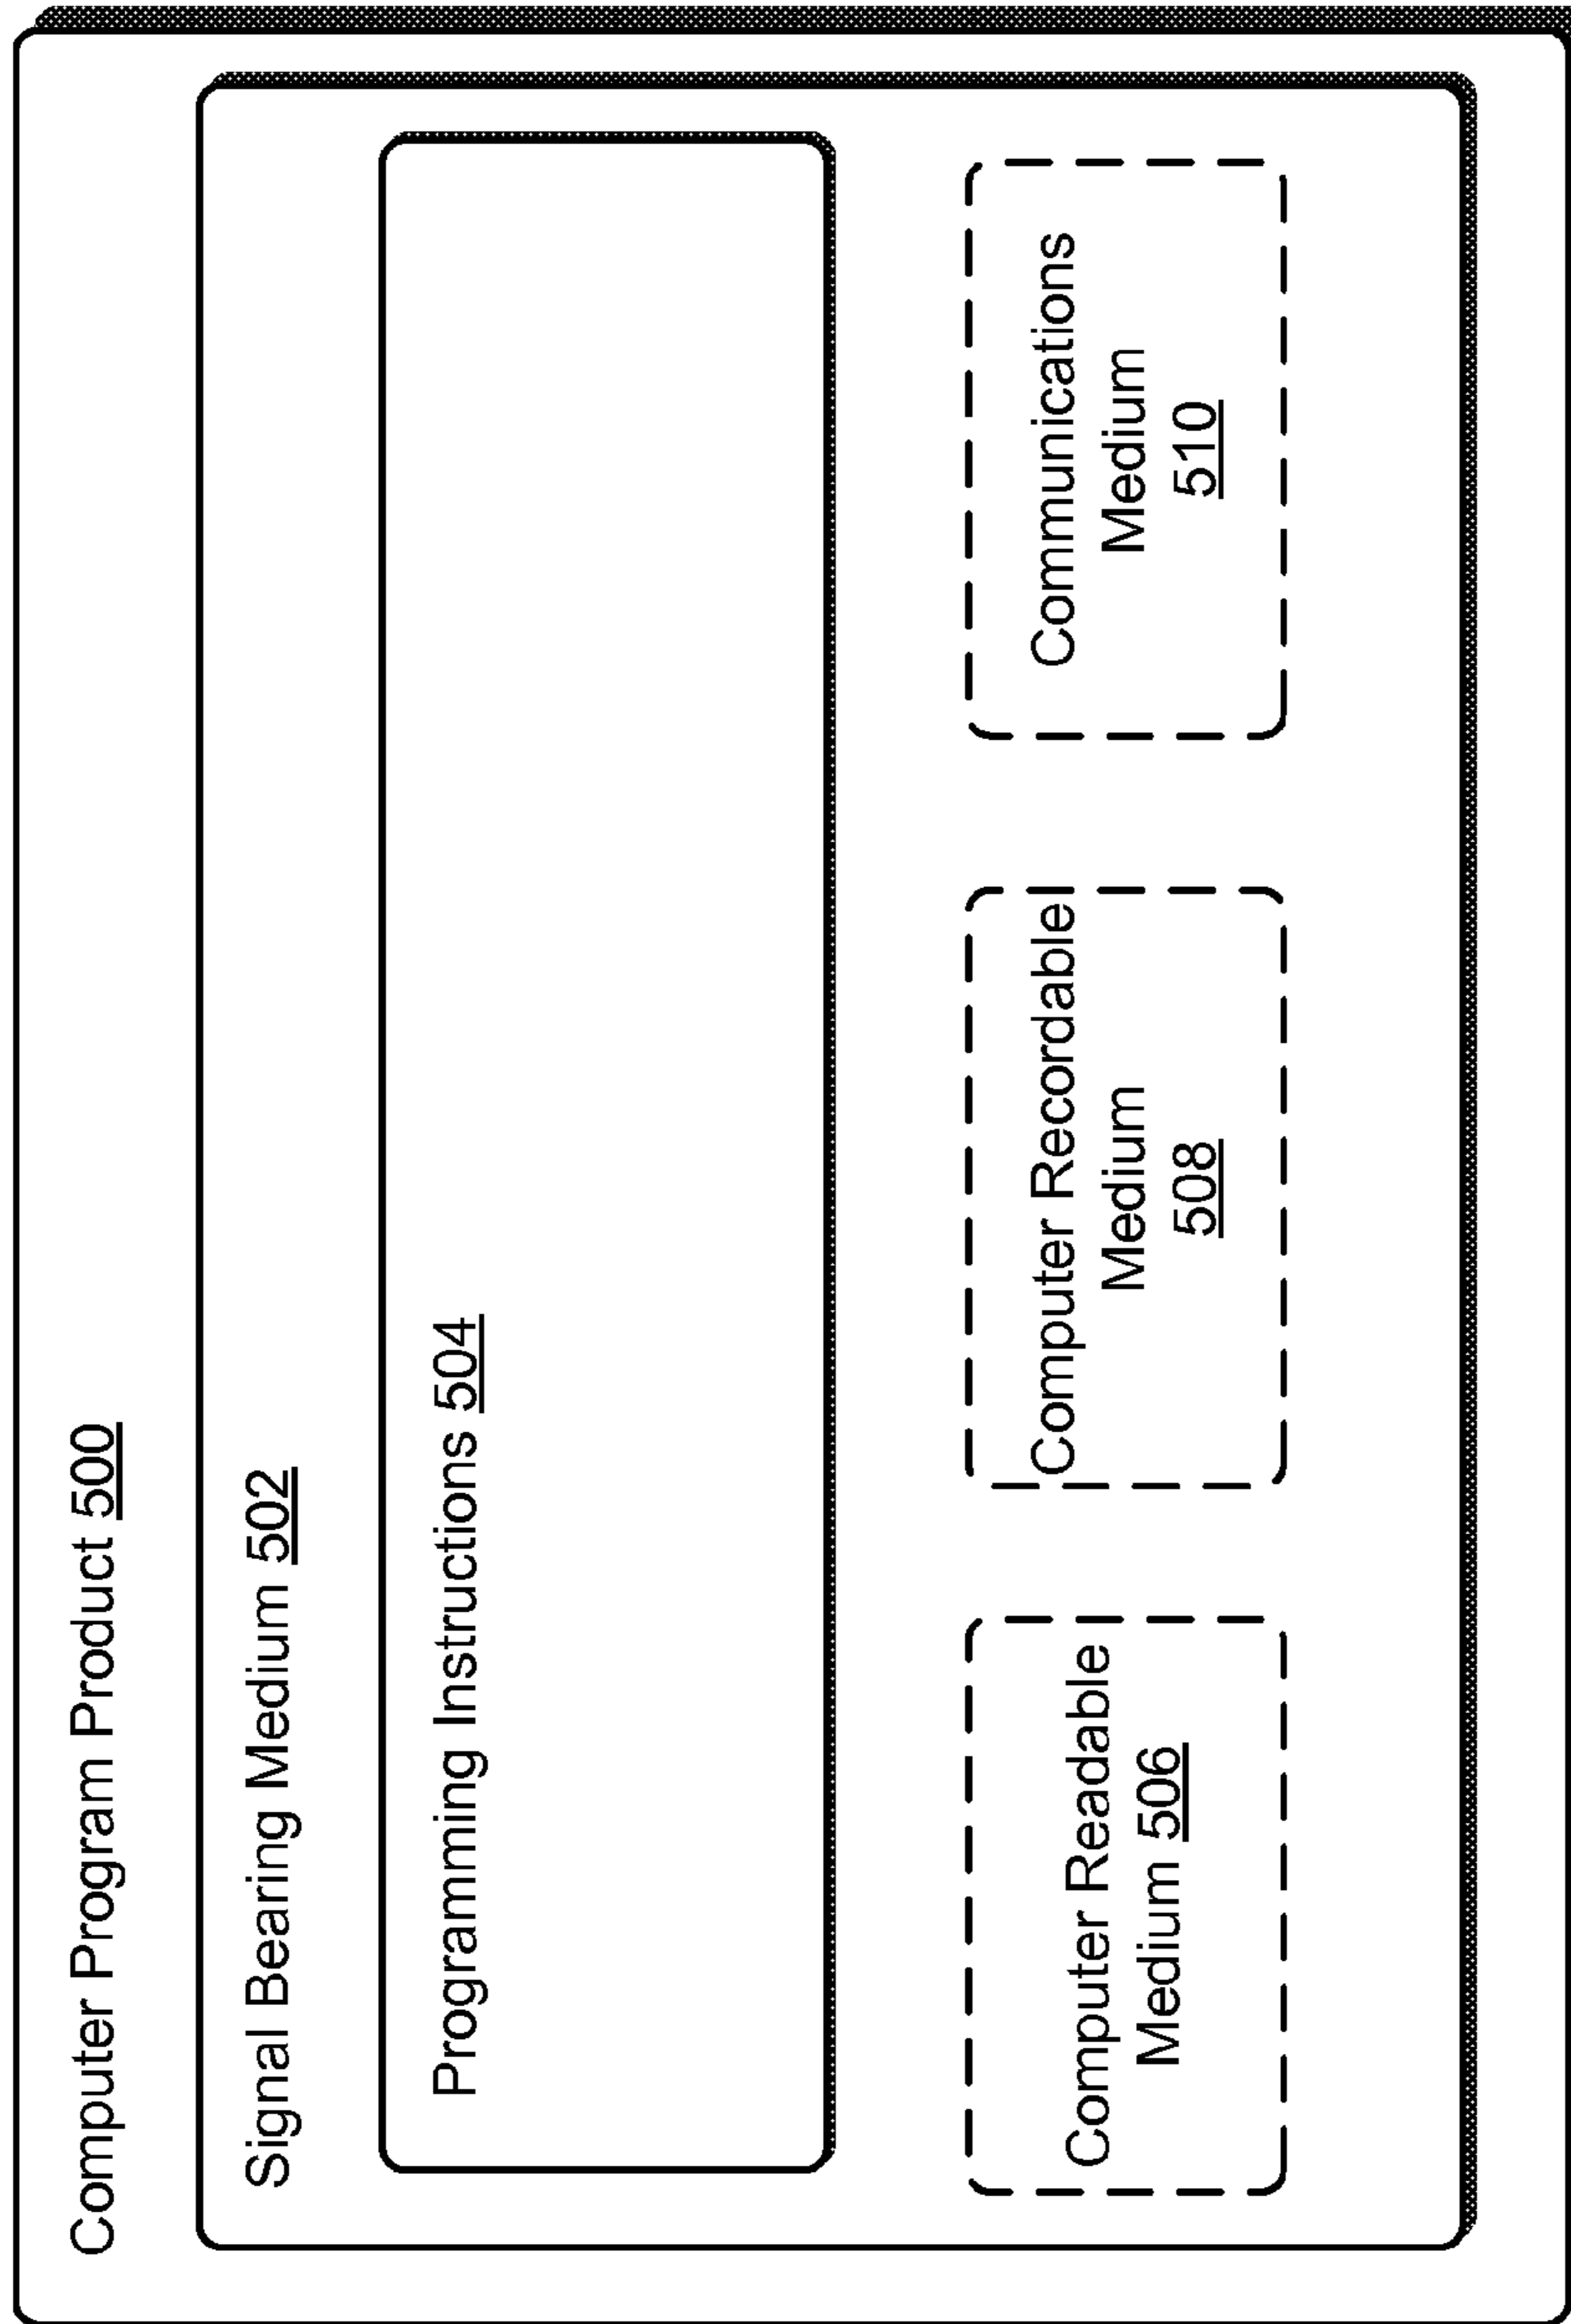 Computer Program Product 500
Signal Bearing Medium 502
Programming Instructions 504
Computer Readable
Medium 506
Computer Recordable
Medium
508
Communications
Medium
510